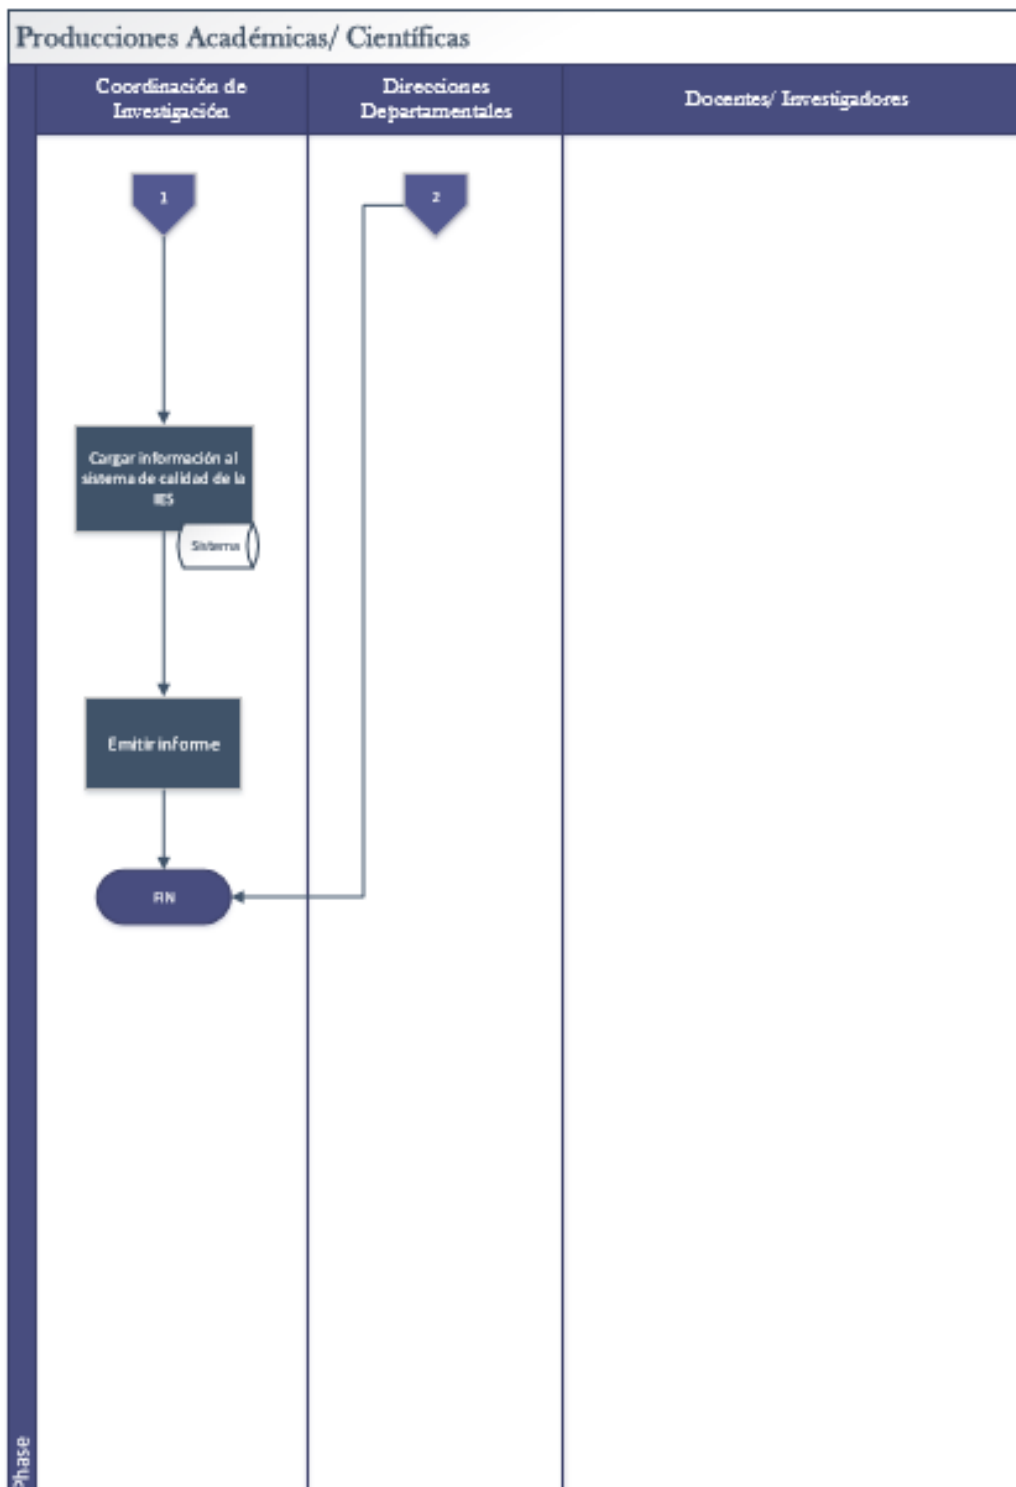 Producciones Académicas/ Científicas
Coordinación de
Investigación
Direcciones
Departamentales
Docentes/ Investigadores
1
2
Cargar información al
sistema de calidad de la
IES
Sistema
Emitir informe
FIN
Phase